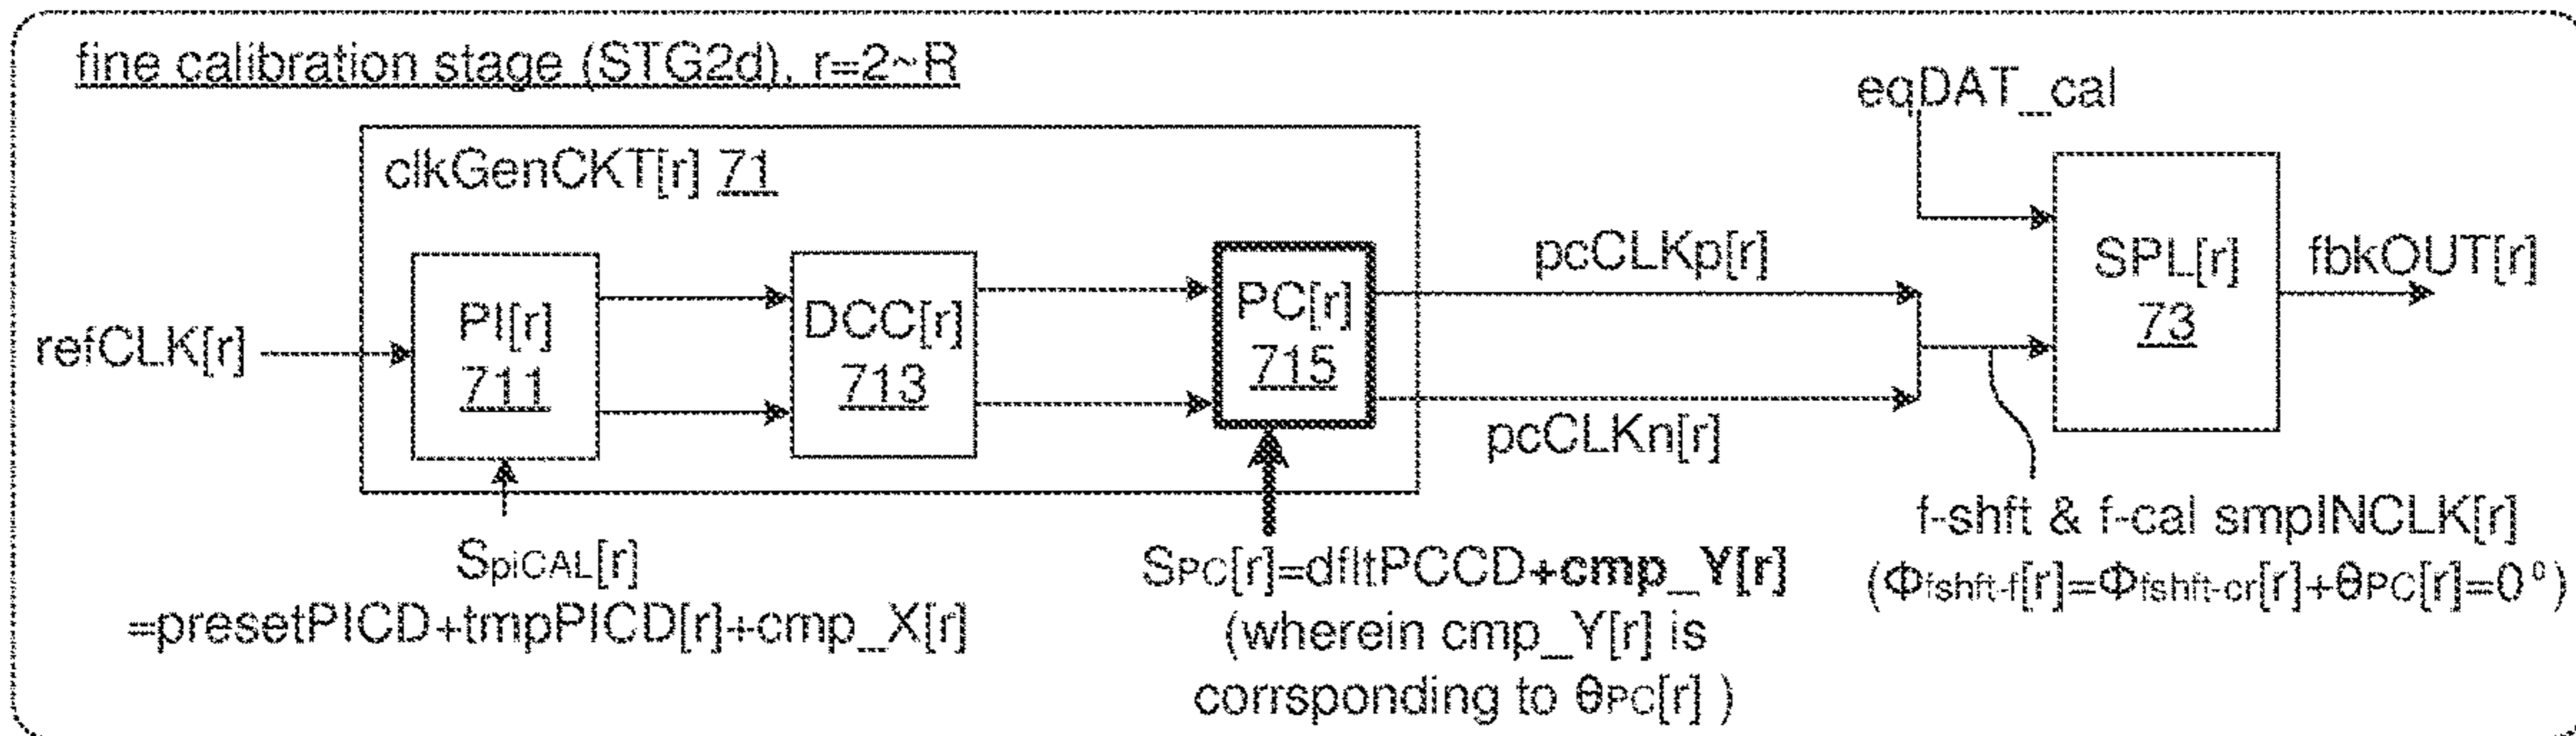 fine calibration stage (STG2d), r=2~R
eqDAT_cal
clkGenCKT[r] 71
refCLK[r]
PI[r]
711
DCC[r]
713
PC[r]
715
pcCLKp[r]
pcCLKn[r]
SPL[r]
73
fbkOUT[r]
SpiCAL[r]
=presetPICD+tmpPICD[r]+cmp_X[r]
SPC[r]=dfltPCCD+cmp_Y[r]
(wherein cmp_Y[r] is
corrsponding to θPC[r] )
f-shft & f-cal smpINCLK[r]
(Φfshft-f[r]=Φfshft-cr[r]+θPC[r]=0°)